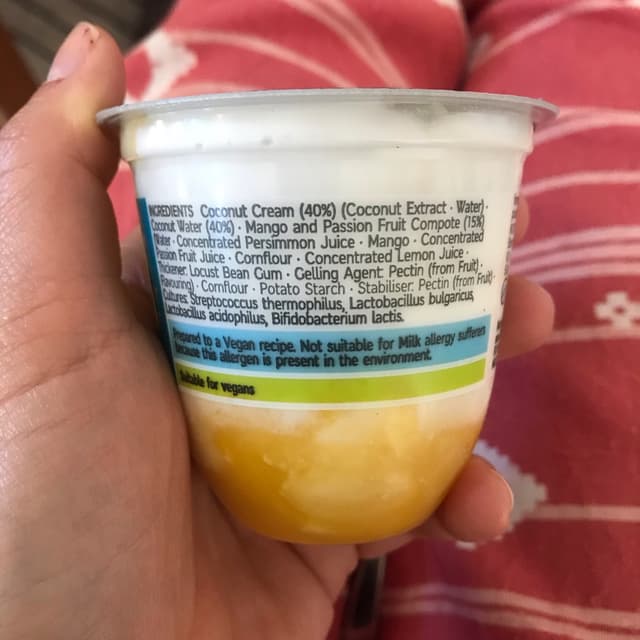 INGREDIENTS Coconut Cream (40%) (Coconut Extract · Water) ·
Coconut Water (40%) · Mango and Passion Fruit Compote (15%)
Water · Concentrated Persimmon Juice · Mango · Concentrated
Passion Fruit Juice · Cornflour · Concentrated Lemon Juice ·
Thickener: Locust Bean Gum · Gelling Agent: Pectin (from Fruit) ·
Flavouring) · Cornflour · Potato Starch · Stabiliser: Pectin (from Fruit) ·
Cultures: Streptococcus thermophilus, Lactobacillus bulgaricus,
Lactobacillus acidophilus, Bifidobacterium lactis.
Prepared to a Vegan recipe. Not suitable for Milk allergy sufferers
because this allergen is present in the environment.
Suitable for vegans